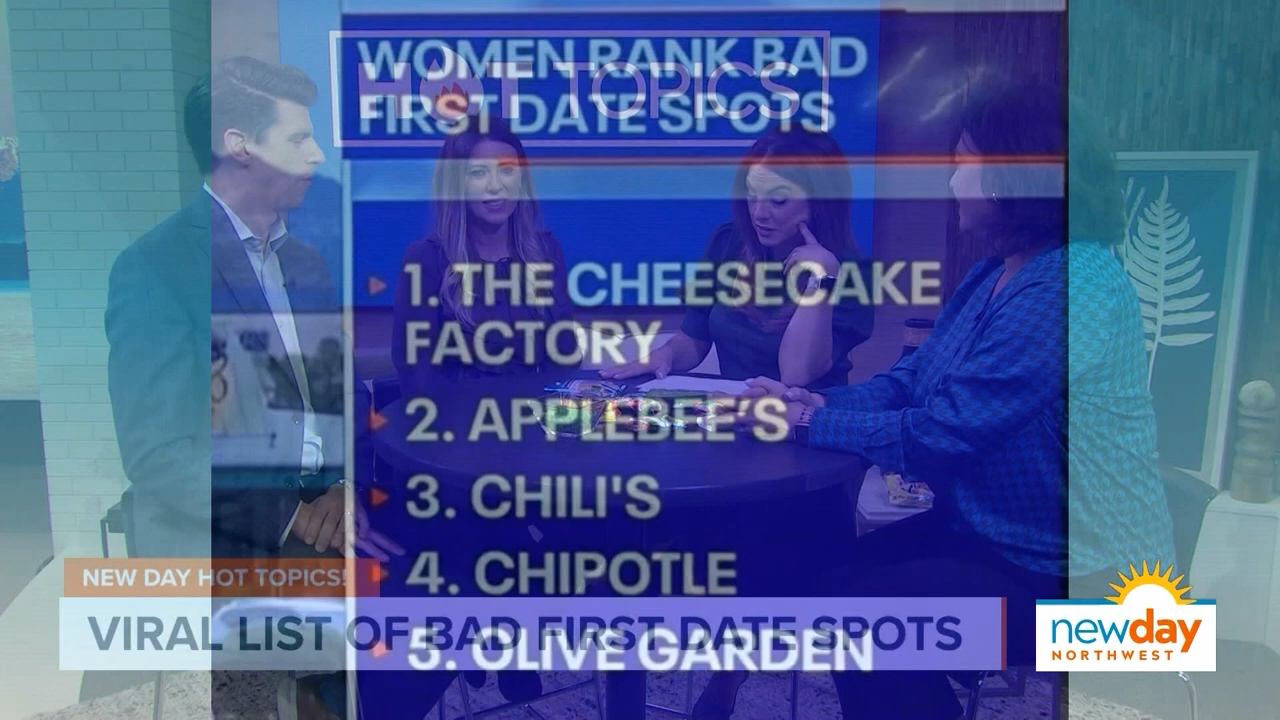 WOMEN RANK BAD
FIRST DATE SPOTS
HOT TOPICS
1. THE CHEESECAKE
FACTORY
2. APPLEBEE'S
3. CHILI'S
4. CHIPOTLE
5. OLIVE GARDEN
NEW DAY HOT TOPICS!
VIRAL LIST OF BAD FIRST DATE SPOTS
newday
NORTHWEST